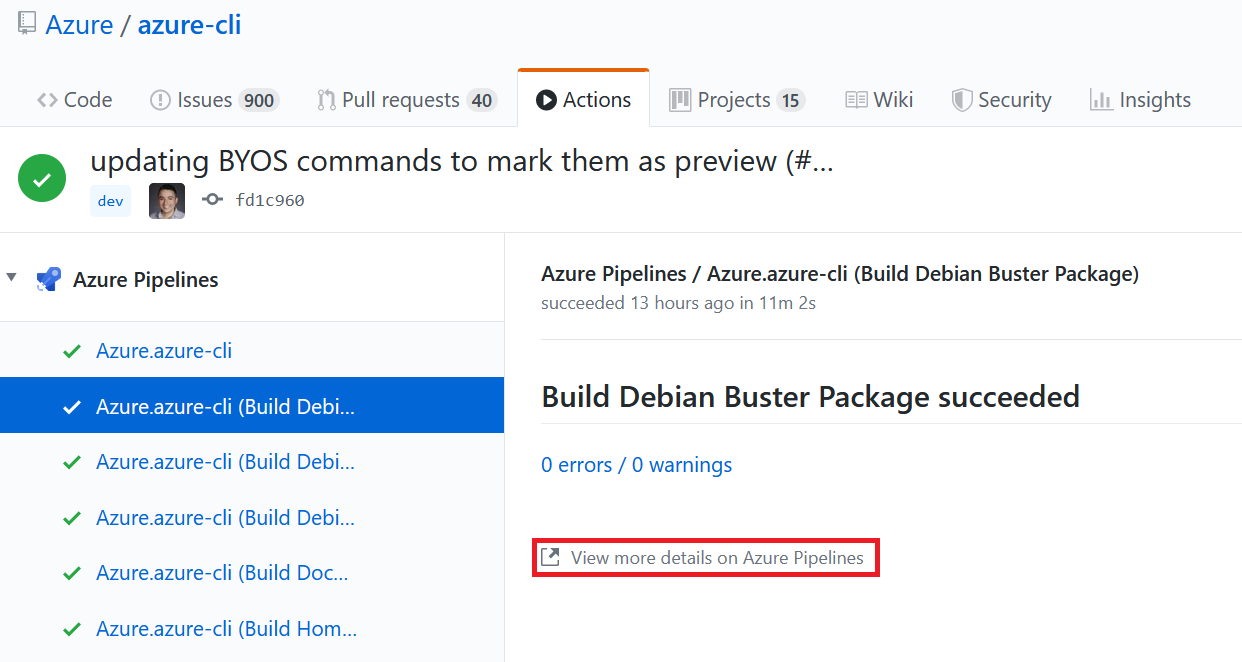 Azure / azure-cli
Code Issues 900 Pull requests 40 Actions Projects 15 Wiki Security Insights
updating BYOS commands to mark them as preview (#...
dev fd1c960
Azure Pipelines
Azure.azure-cli
Azure.azure-cli (Build Debi...
Azure.azure-cli (Build Debi...
Azure.azure-cli (Build Debi...
Azure.azure-cli (Build Doc...
Azure.azure-cli (Build Hom...
Azure Pipelines / Azure.azure-cli (Build Debian Buster Package)
succeeded 13 hours ago in 11m 2s
Build Debian Buster Package succeeded
0 errors / 0 warnings
View more details on Azure Pipelines